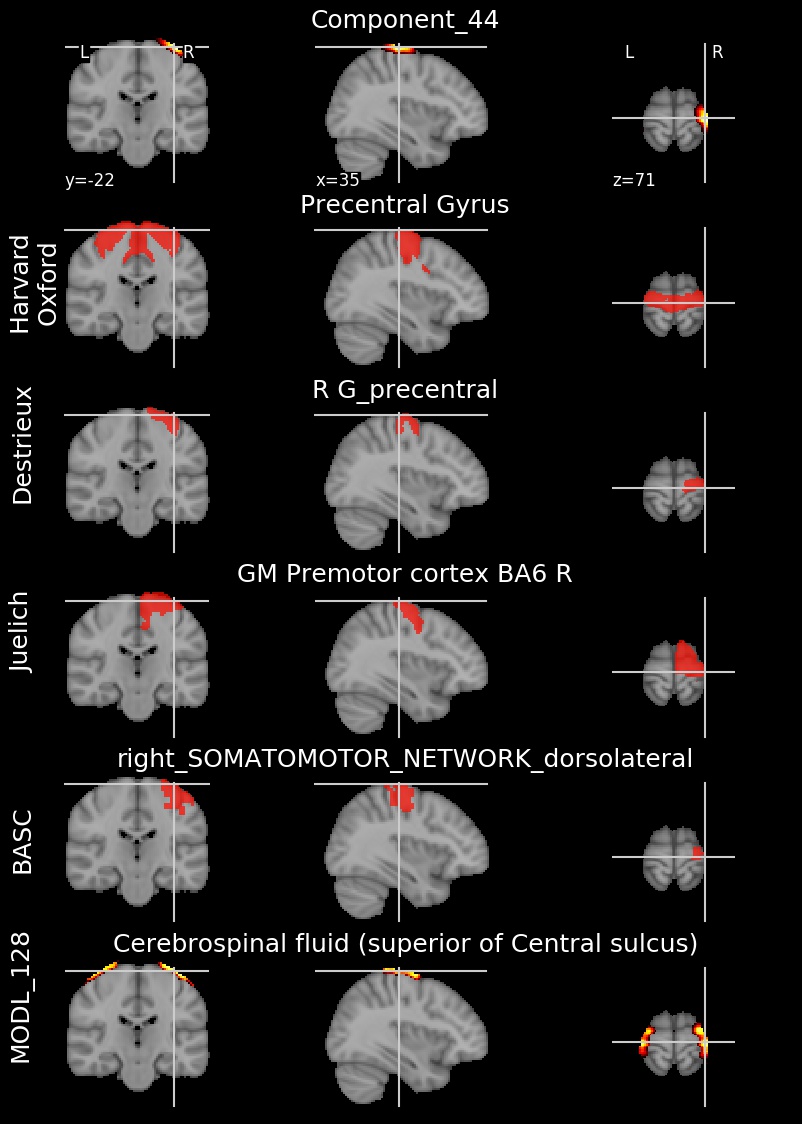 Component_44
L R
L R
y=-22
x=35
z=71
Precentral Gyrus
Harvard
Oxford
R G_precentral
Destrieux
GM Premotor cortex BA6 R
Juelich
right_SOMATOMOTOR_NETWORK_dorsolateral
BASC
Cerebrospinal fluid (superior of Central sulcus)
MODL_128